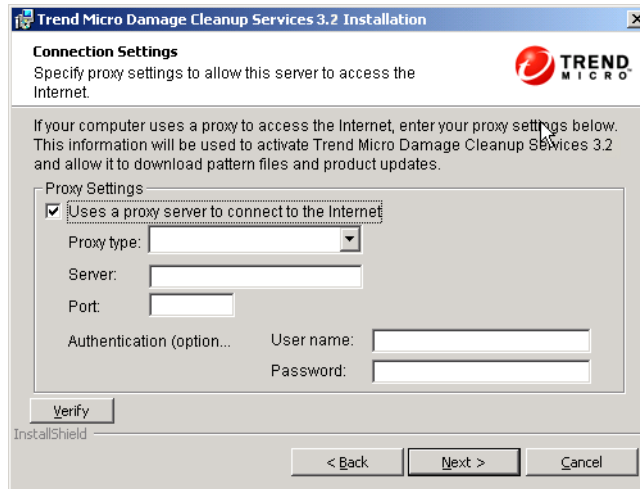 Trend Micro Damage Cleanup Services 3.2 Installation
Connection Settings
Specify proxy settings to allow this server to access the
Internet.
TREND
MICRO
If your computer uses a proxy to access the Internet, enter your proxy settings below.
This information will be used to activate Trend Micro Damage Cleanup Services 3.2
and allow it to download pattern files and product updates.
Proxy Settings
Uses a proxy server to connect to the Internet
Proxy type:
Server:
Port:
Authentication (option...
User name:
Password:
Verify
InstallShield
< Back
Next >
Cancel